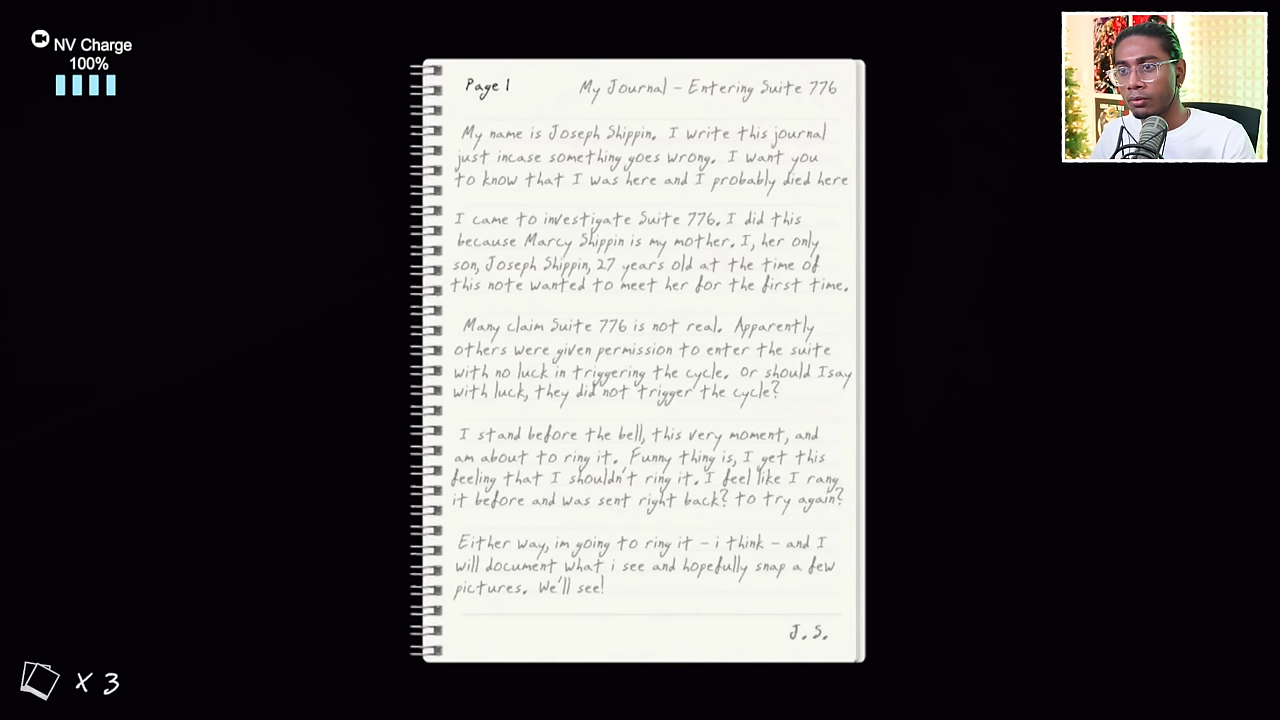 NV Charge
100%
Page 1
My Journal - Entering Suite 776
My name is Joseph Shippin. I write this journal
just incase something goes wrong. I want you
to know that I was here and I probably died here
I came to investigate Suite 776. I did this
because Marcy Shippin is my mother. I, her only
son, Joseph Shippin, 27 years old at the time of
this note wanted to meet her for the first time.
Many claim Suite 776 is not real. Apparently
others were given permission to enter the suite
with no luck in triggering the cycle. Or should I say
with luck, they did not trigger the cycle?
I stand before the bell, this very moment, and
am about to ring it. Funny thing is, I get this
feeling that I shouldn't ring it. I feel like I rang
it before and was sent right back? to try again?
Either way, im going to ring it - i think - and I
will document what i see and hopefully snap a few
pictures. We'll see!
J.S.
X 3